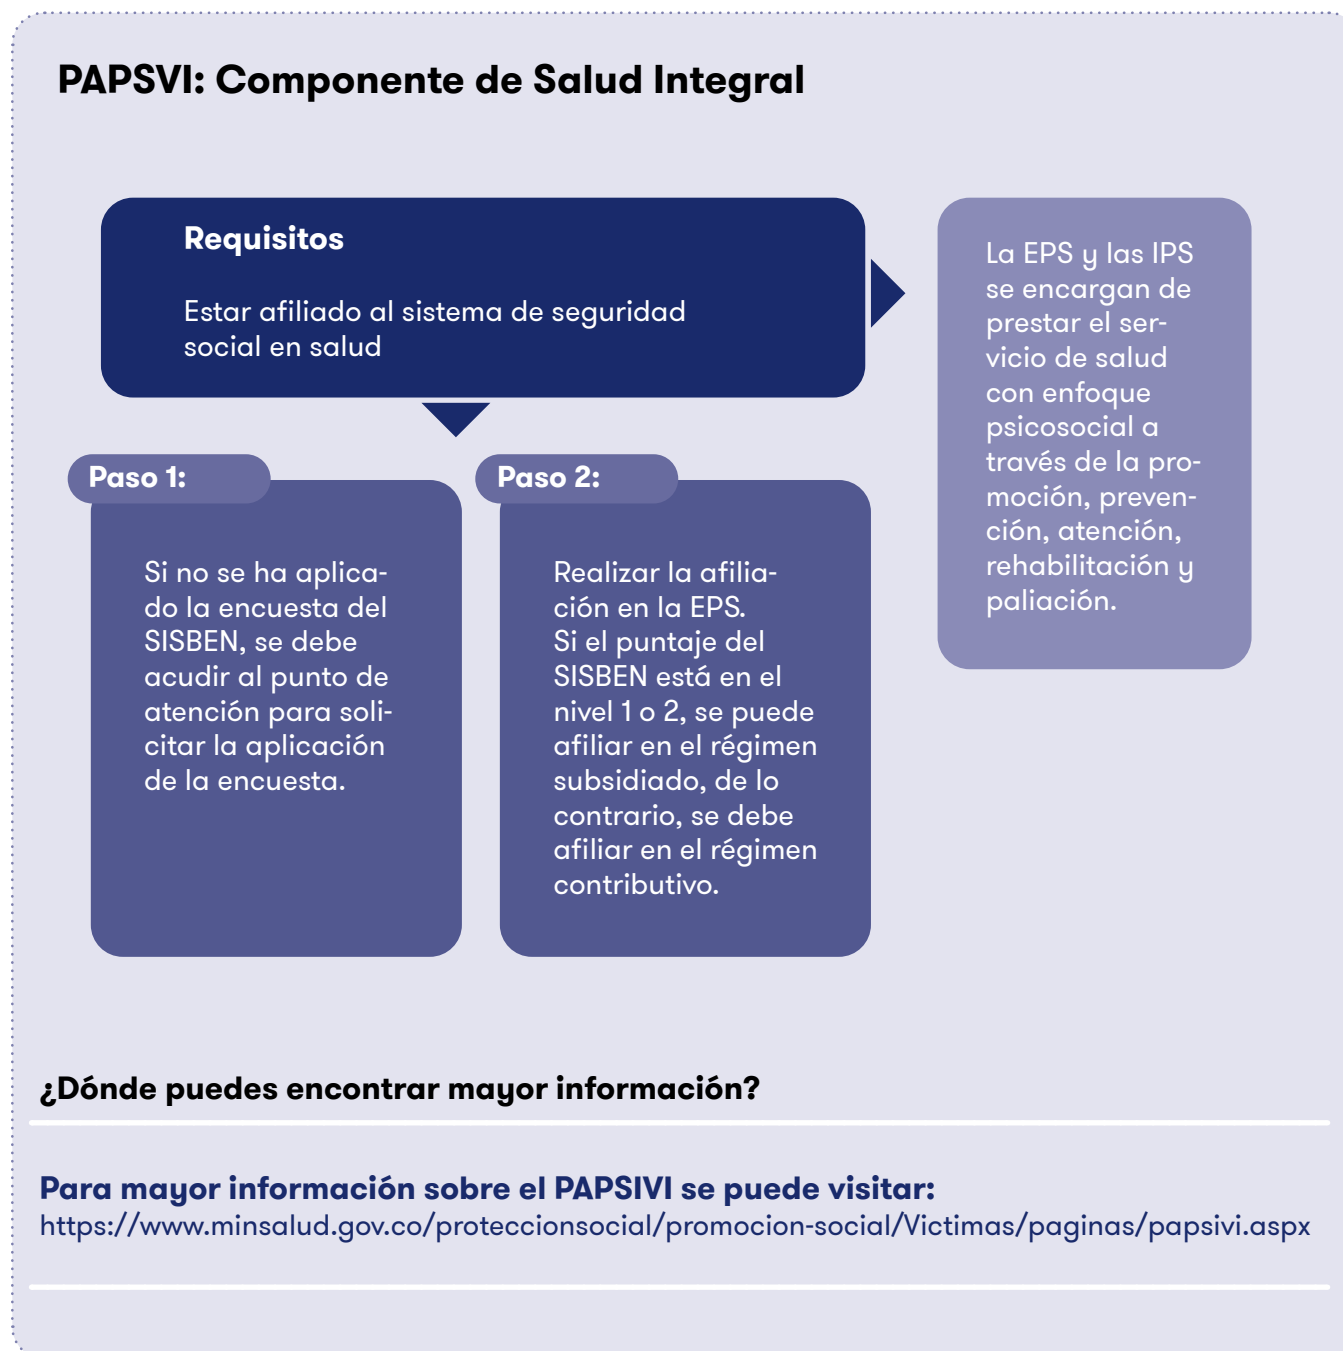 PAPSVI: Componente de Salud Integral
Requisitos
Estar afiliado al sistema de seguridad
social en salud
La EPS y las IPS
se encargan de
prestar el ser-
vicio de salud
con enfoque
psicosocial a
través de la pro-
moción, preven-
ción, atención,
rehabilitación y
paliación.
Paso 1:
Si no se ha aplica-
do la encuesta del
SISBEN, se debe
acudir al punto de
atención para soli-
citar la aplicación
de la encuesta.
Paso 2:
Realizar la afilia-
ción en la EPS.
Si el puntaje del
SISBEN está en el
nivel 1 o 2, se puede
afiliar en el régimen
subsidiado, de lo
contrario, se debe
afiliar en el régimen
contributivo.
¿Dónde puedes encontrar mayor información?
Para mayor información sobre el PAPSIVI se puede visitar:
https://www.minsalud.gov.co/proteccionsocial/promocion-social/Victimas/paginas/papsivi.aspx